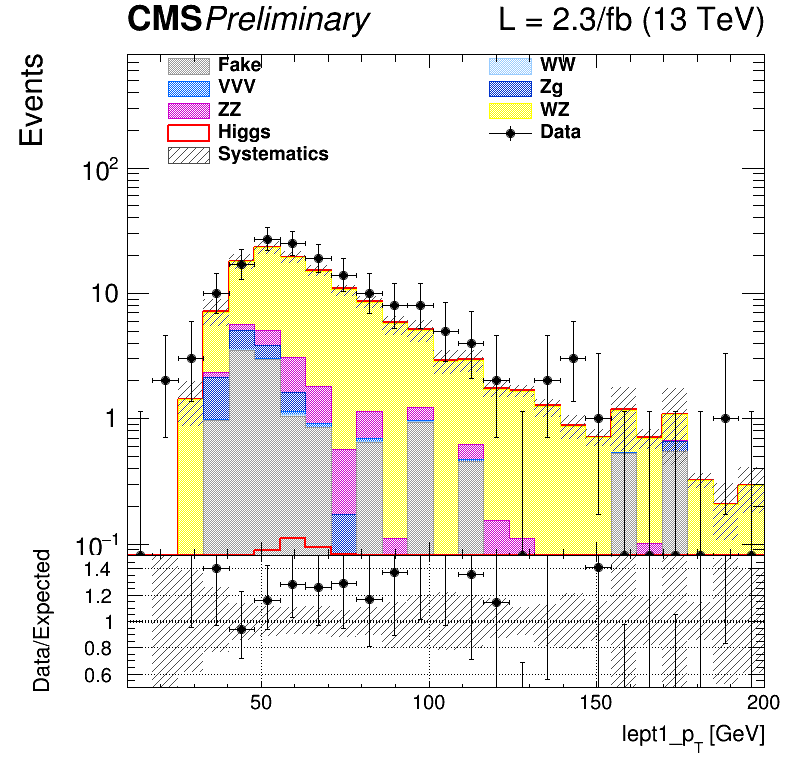 CMS Preliminary L = 2.3/fb (13 TeV)
Events
Fake WW
VVV Zg
ZZ WZ
Higgs Data
Systematics
10²
10
1
10⁻¹
Data/Expected
1.4
1.2
1
0.8
0.6
50 100 150 200
lept1_p_T [GeV]